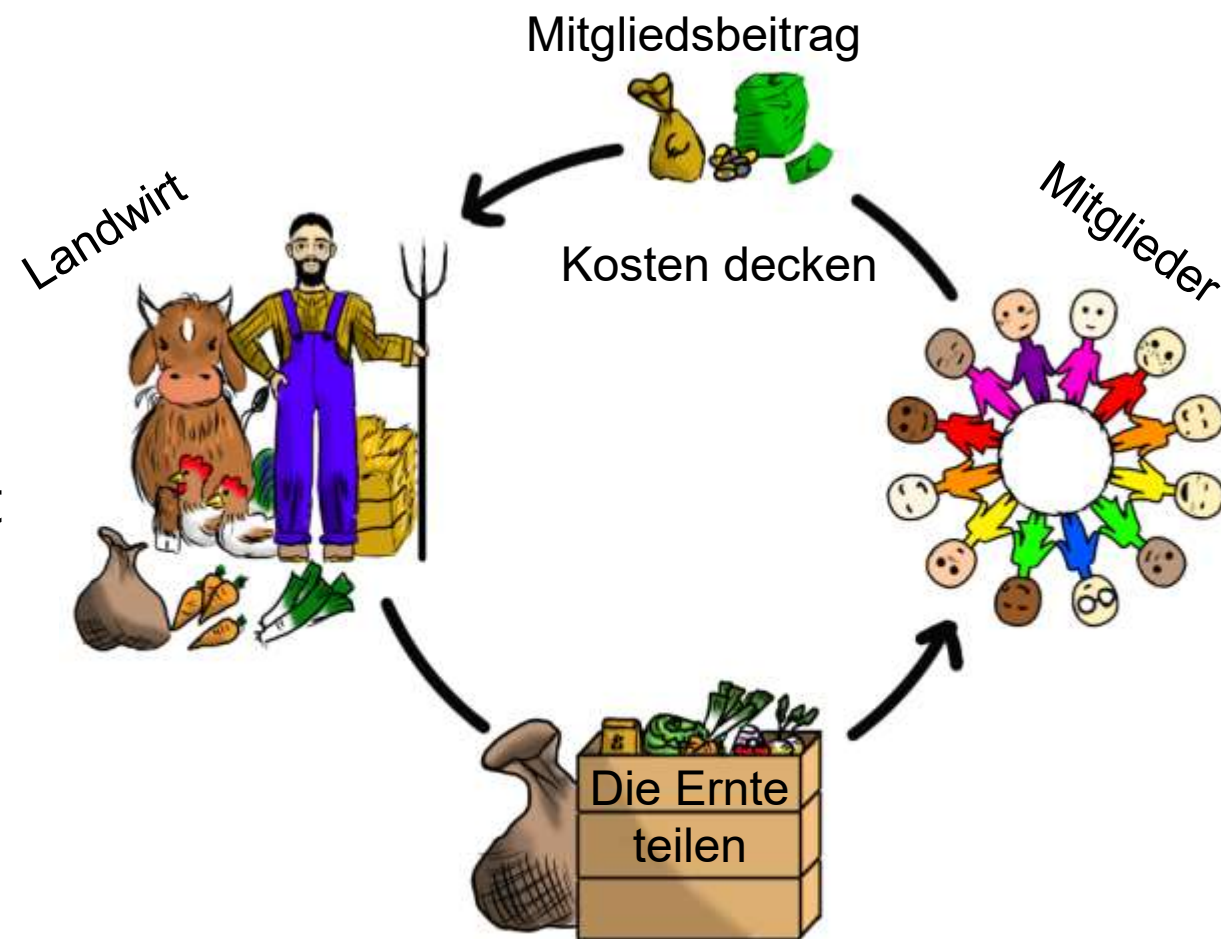 Mitgliedsbeitrag
Landwirt
Mitglieder
Kosten decken
Die Ernte
teilen